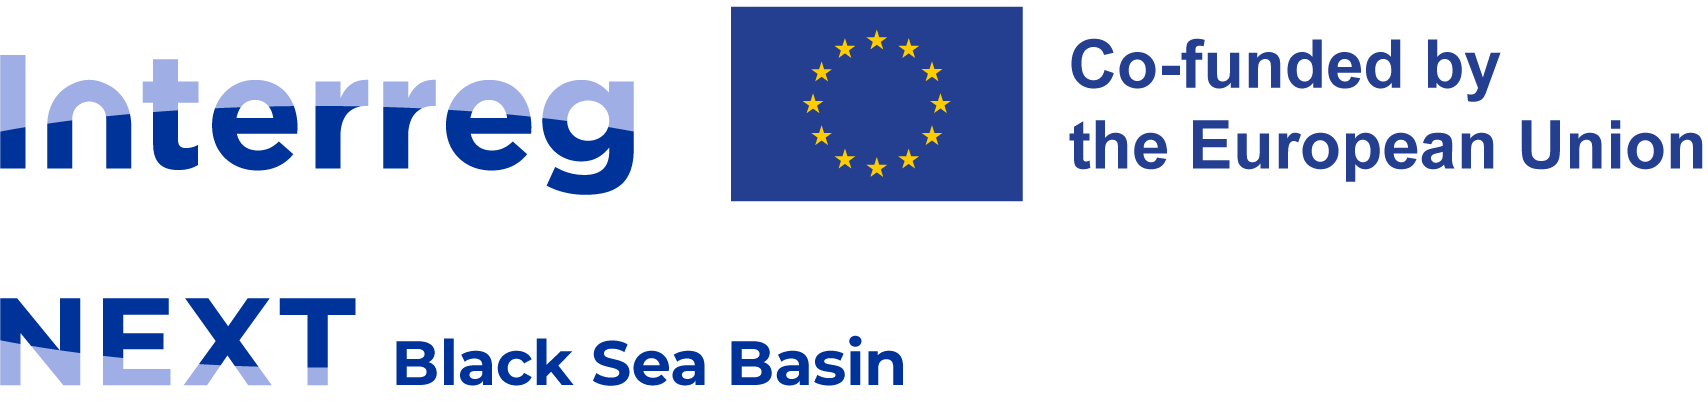 Interreg
Co-funded by
the European Union
NEXT Black Sea Basin